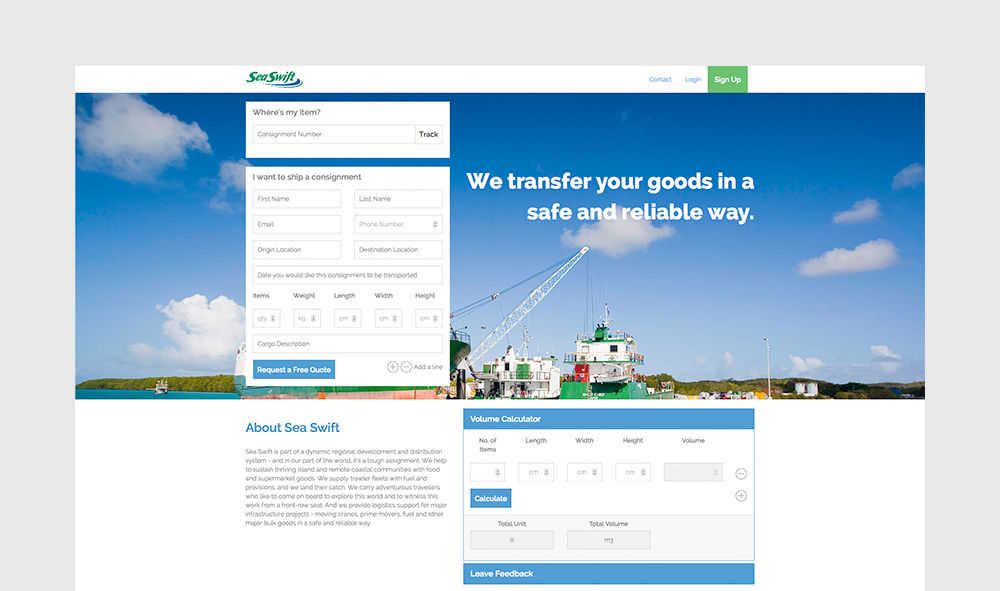 Sea Swift
Contact Login Sign Up
Where's my item?
Consignment Number Track
I want to ship a consignment
First Name Last Name
Email Phone Number
Origin Location Destination Location
Date you would like this consignment to be transported
Items Weight Length Width Height
qty kg cm cm cm
Cargo Description
Request a Free Quote Add a line
We transfer your goods in a
safe and reliable way.
About Sea Swift
Sea Swift is part of a dynamic regional development and distribution
system - and in our part of the world, it's a tough assignment. We help
to sustain thriving island and remote coastal communities with food
and supermarket goods. We supply trawler fleets with fuel and
provisions, and we land their catch. We carry adventurous travellers
who like to come on board to explore this world and to witness this
work from a front-row seat. And we provide logistics support for major
infrastructure projects - moving cranes, prime movers, fuel and other
major bulk goods in a safe and reliable way.
Volume Calculator
No. of
Items
Length Width Height Volume
cm cm cm
Calculate
Total Unit Total Volume
0 m3
Leave Feedback